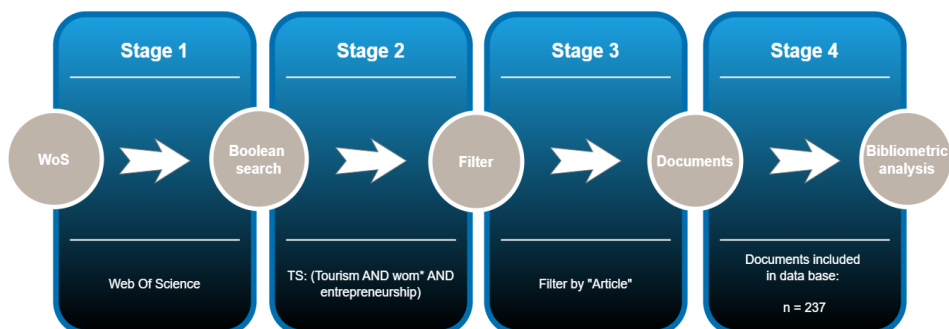 Stage 1
Stage 2
Stage 3
Stage 4
WoS
Boolean
search
Filter
Documents
Bibliometric
analysis
Web Of Science
TS: (Tourism AND wom* AND
entrepreneurship)
Filter by "Article"
Documents included
in data base:
n = 237